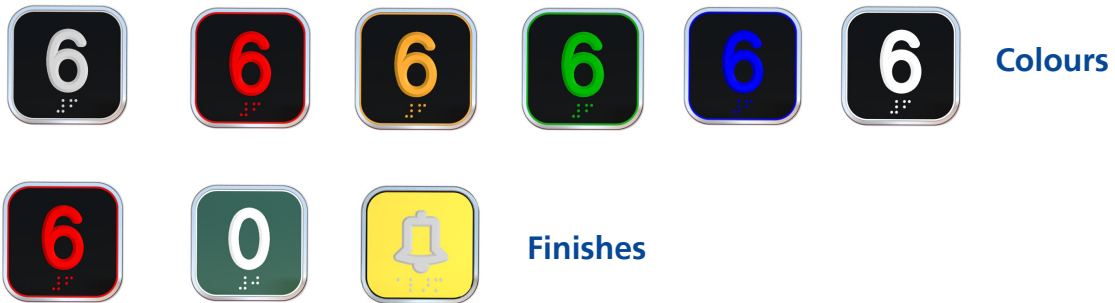 6 6 6 6 6 6 Colours
⠼⠋ ⠼⠋ ⠼⠋ ⠼⠋ ⠼⠋ ⠼⠋
6 0 Finishes
⠼⠋ ⠼⠚